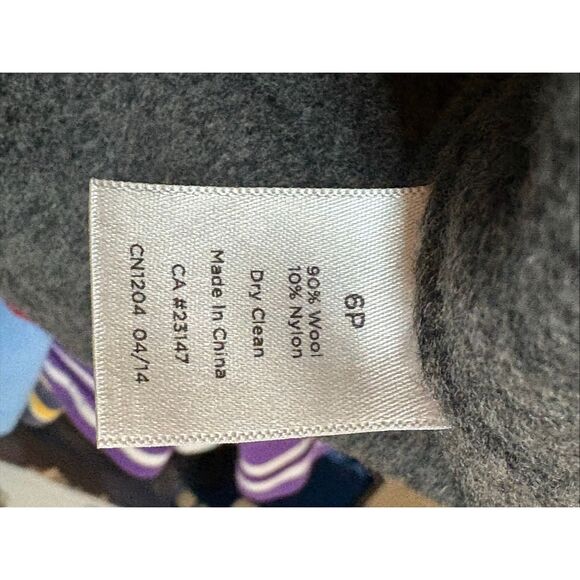 6P
90% Wool
10% Nylon
Dry Clean
Made In China
CA #23147
CN1204 04/14